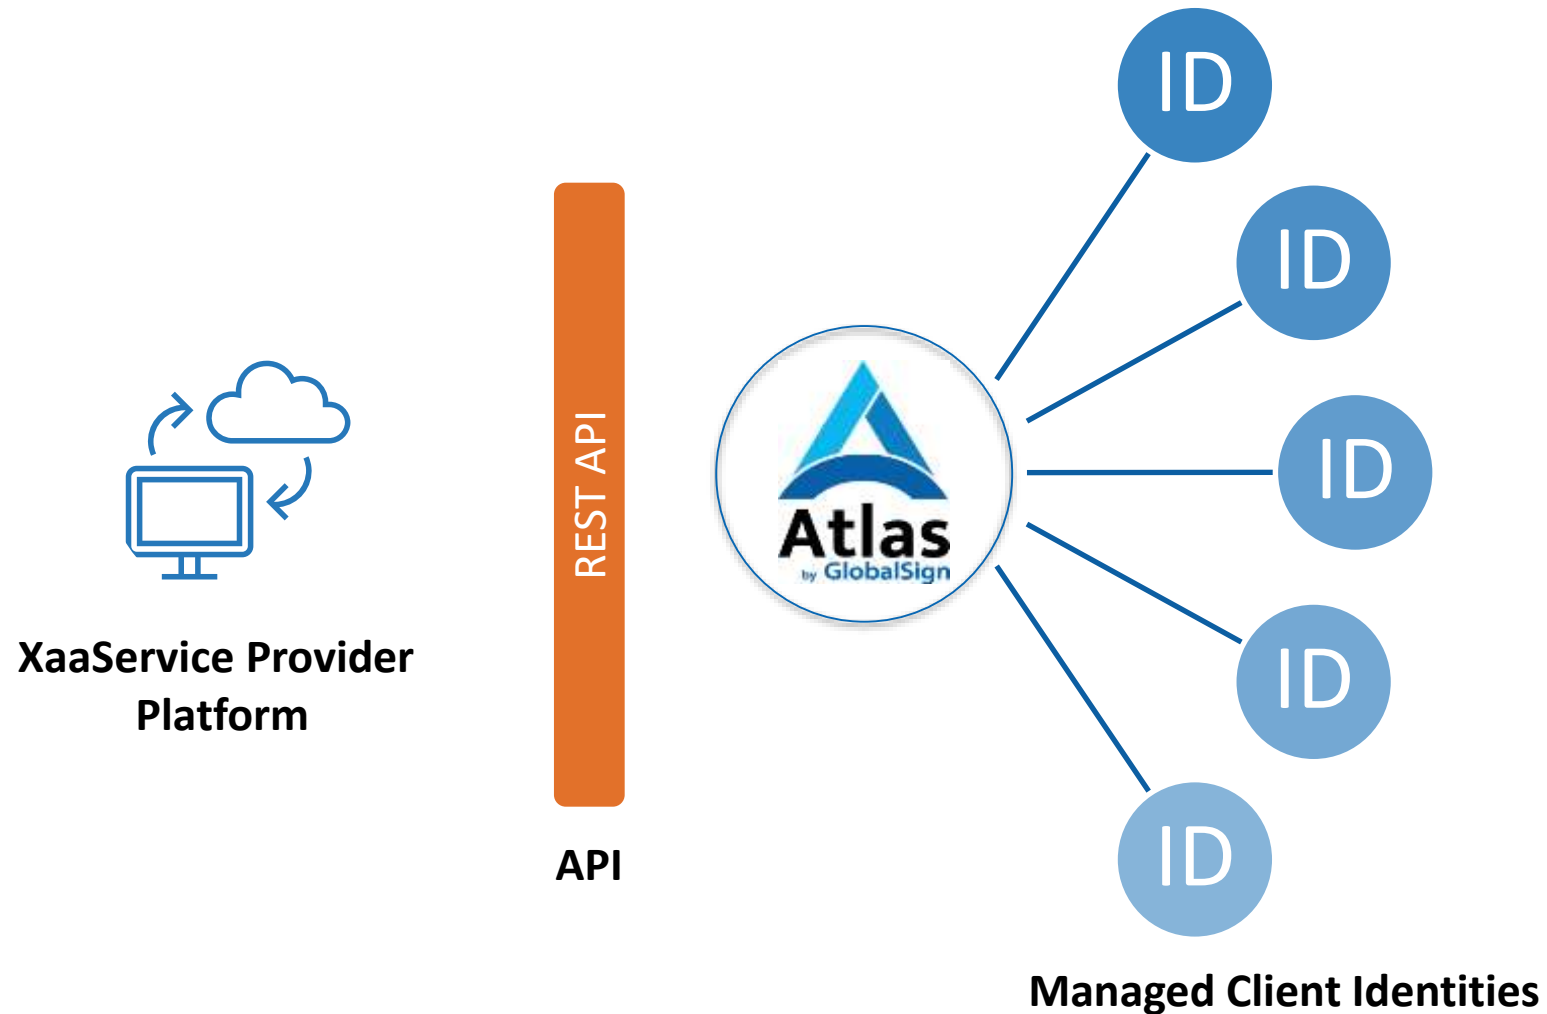 XaaService Provider
Platform
REST API
API
Atlas
by GlobalSign
ID
ID
ID
ID
ID
Managed Client Identities